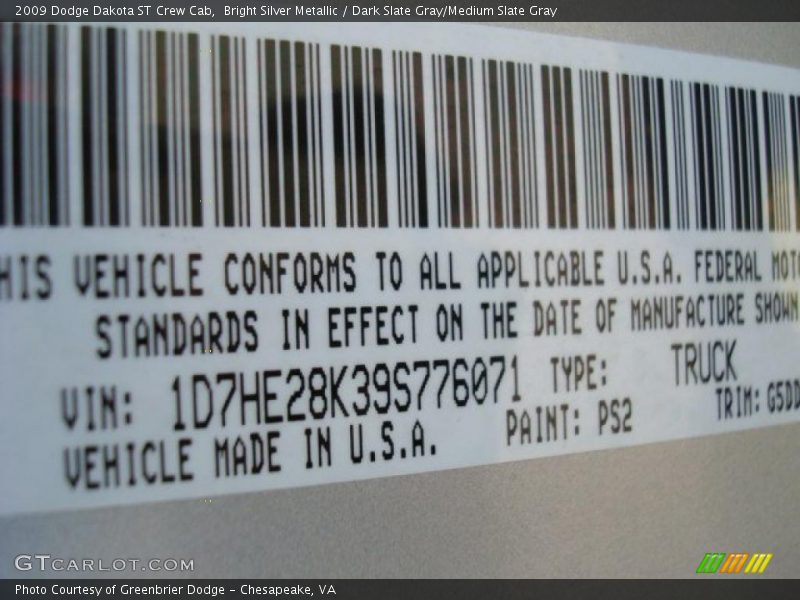 2009 Dodge Dakota ST Crew Cab, Bright Silver Metallic / Dark Slate Gray/Medium Slate Gray
HIS VEHICLE CONFORMS TO ALL APPLICABLE U.S.A. FEDERAL MOTO
STANDARDS IN EFFECT ON THE DATE OF MANUFACTURE SHOWN
VIN: 1D7HE28K39S776071 TYPE: TRUCK
VEHICLE MADE IN U.S.A. PAINT: PS2 TRIM: G5DD
GTCARLOT.COM
Photo Courtesy of Greenbrier Dodge - Chesapeake, VA